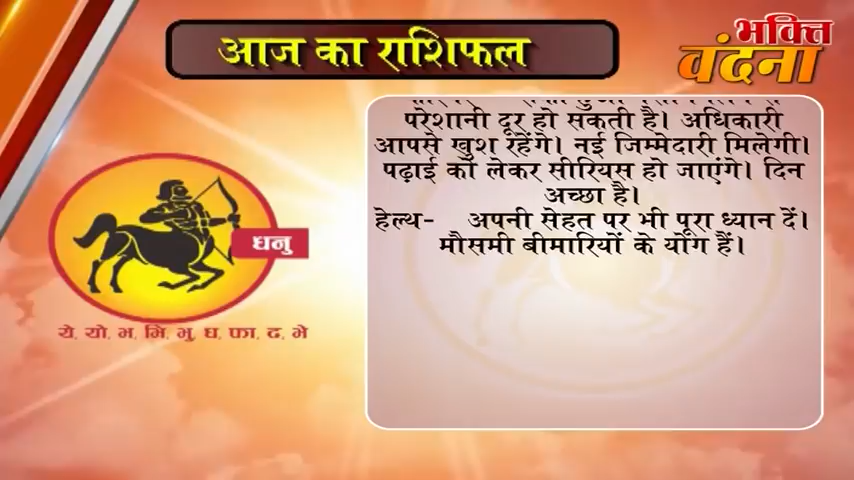 आज का राशिफल
भक्ति
वंदना
परेशानी दूर हो सकती है। अधिकारी
आपसे खुश रहेंगे। नई जिम्मेदारी मिलेगी।
पढ़ाई को लेकर सीरियस हो जाएंगे। दिन
अच्छा है।
हेल्थ- अपनी सेहत पर भी पूरा ध्यान दें।
मौसमी बीमारियों के योग हैं।
धनु
ये, यो, भ, भि, भु, ध, फा, ढ, भे